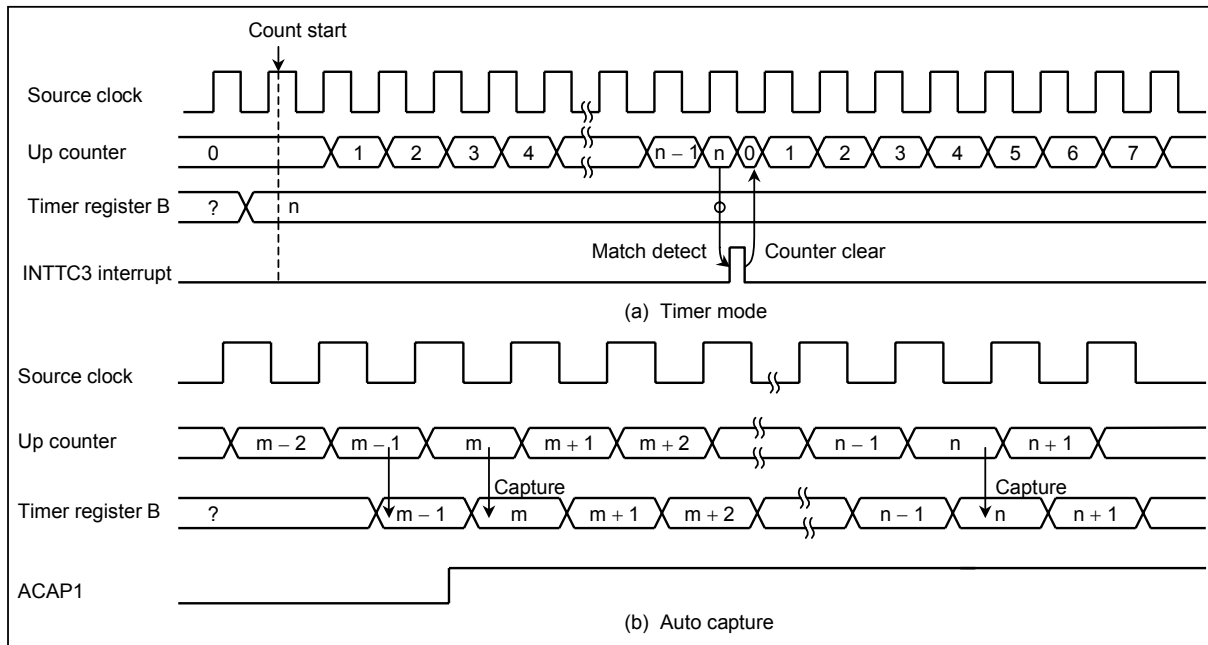 Count start
Source clock
Up counter 0 1 2 3 4 n – 1 n 0 1 2 3 4 5 6 7
Timer register B ? n
Match detect Counter clear
INTTC3 interrupt
(a) Timer mode
Source clock
Up counter m – 2 m – 1 m m + 1 m + 2 n – 1 n n + 1
Capture Capture
Timer register B ? m – 1 m m + 1 m + 2 n – 1 n n + 1
ACAP1
(b) Auto capture